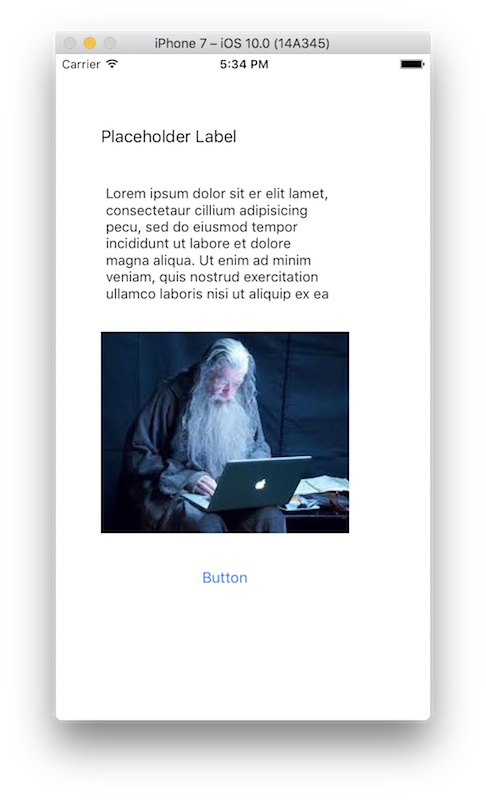 iPhone 7 – iOS 10.0 (14A345)
Carrier 5:34 PM
Placeholder Label
Lorem ipsum dolor sit er elit lamet,
consectetaur cillium adipisicing
pecu, sed do eiusmod tempor
incididunt ut labore et dolore
magna aliqua. Ut enim ad minim
veniam, quis nostrud exercitation
ullamco laboris nisi ut aliquip ex ea
Button